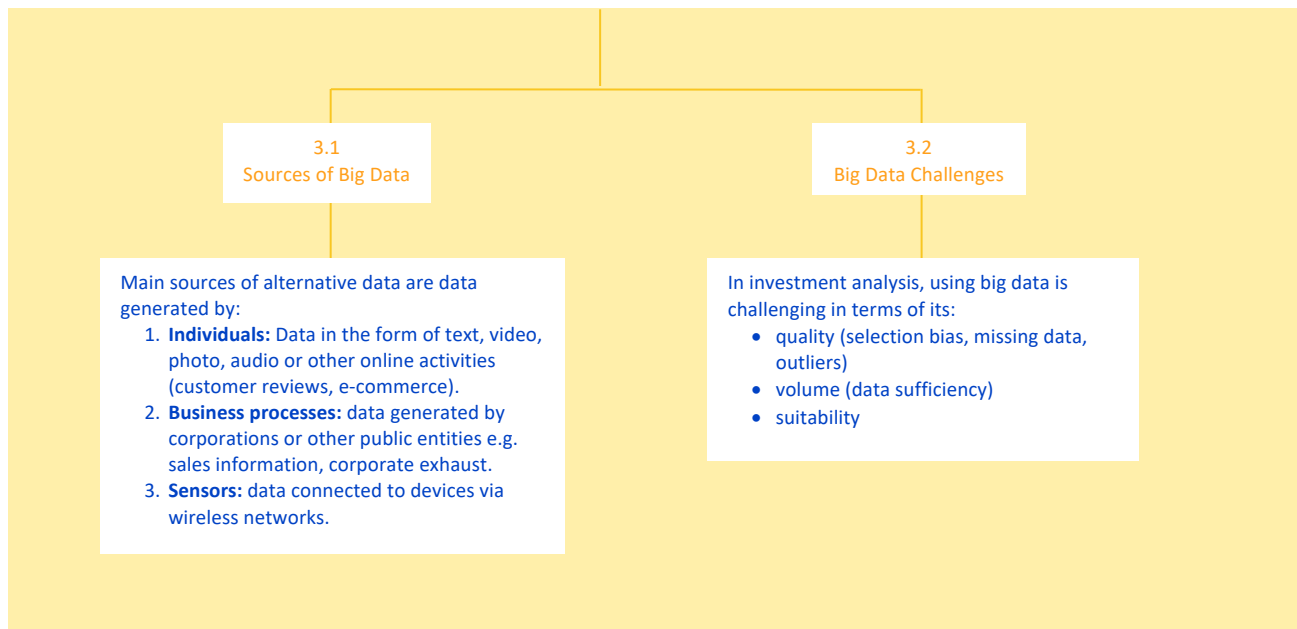 3.1
Sources of Big Data
3.2
Big Data Challenges
Main sources of alternative data are data
generated by:
1. Individuals: Data in the form of text, video,
photo, audio or other online activities
(customer reviews, e-commerce).
2. Business processes: data generated by
corporations or other public entities e.g.
sales information, corporate exhaust.
3. Sensors: data connected to devices via
wireless networks.
In investment analysis, using big data is
challenging in terms of its:
• quality (selection bias, missing data,
outliers)
• volume (data sufficiency)
• suitability